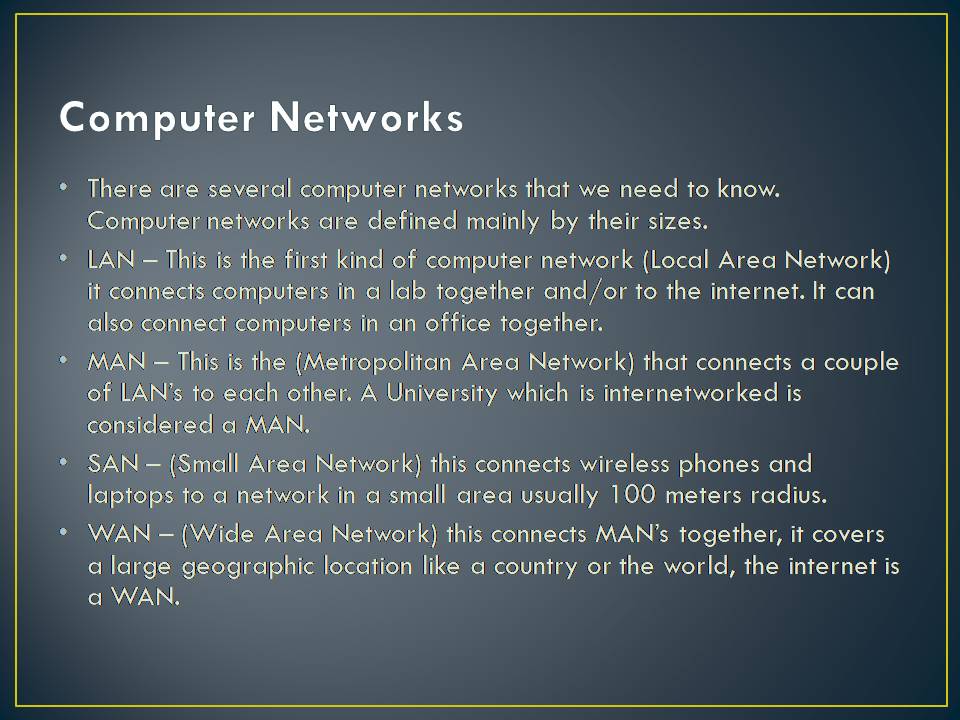 Computer Networks
• There are several computer networks that we need to know.
Computer networks are defined mainly by their sizes.
• LAN – This is the first kind of computer network (Local Area Network)
it connects computers in a lab together and/or to the internet. It can
also connect computers in an office together.
• MAN – This is the (Metropolitan Area Network) that connects a couple
of LAN's to each other. A University which is internetworked is
considered a MAN.
• SAN – (Small Area Network) this connects wireless phones and
laptops to a network in a small area usually 100 meters radius.
• WAN – (Wide Area Network) this connects MAN's together, it covers
a large geographic location like a country or the world, the internet is
a WAN.